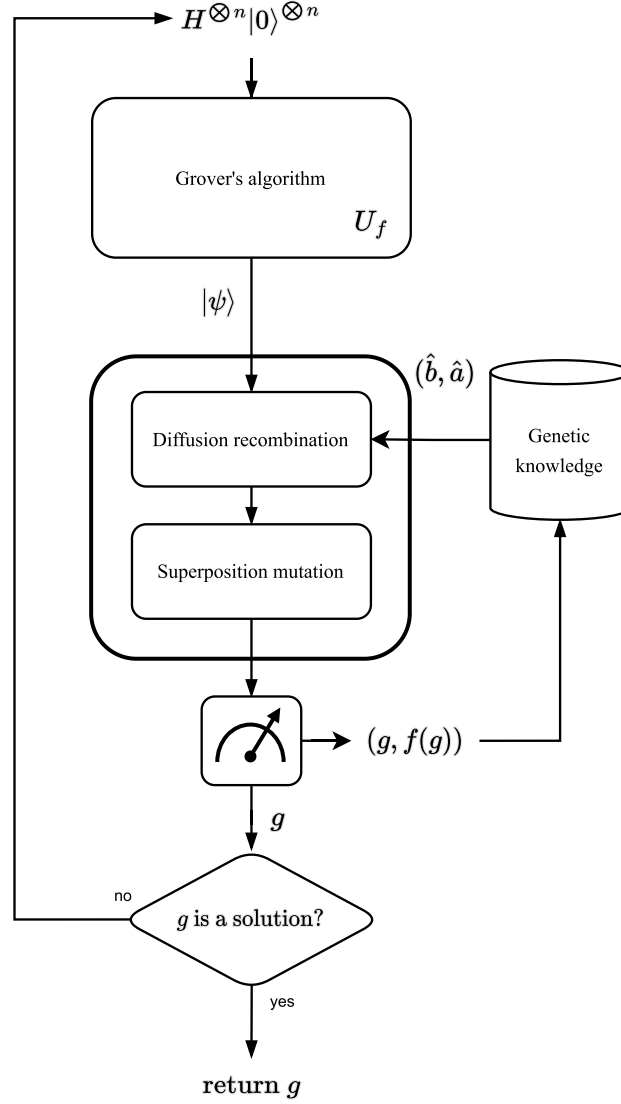 H^{⊗n}|0⟩^{⊗n}
Grover's algorithm
U_f
|ψ⟩
(b̂, â)
Diffusion recombination
Genetic
knowledge
Superposition mutation
(g, f(g))
g
no
g is a solution?
yes
return g